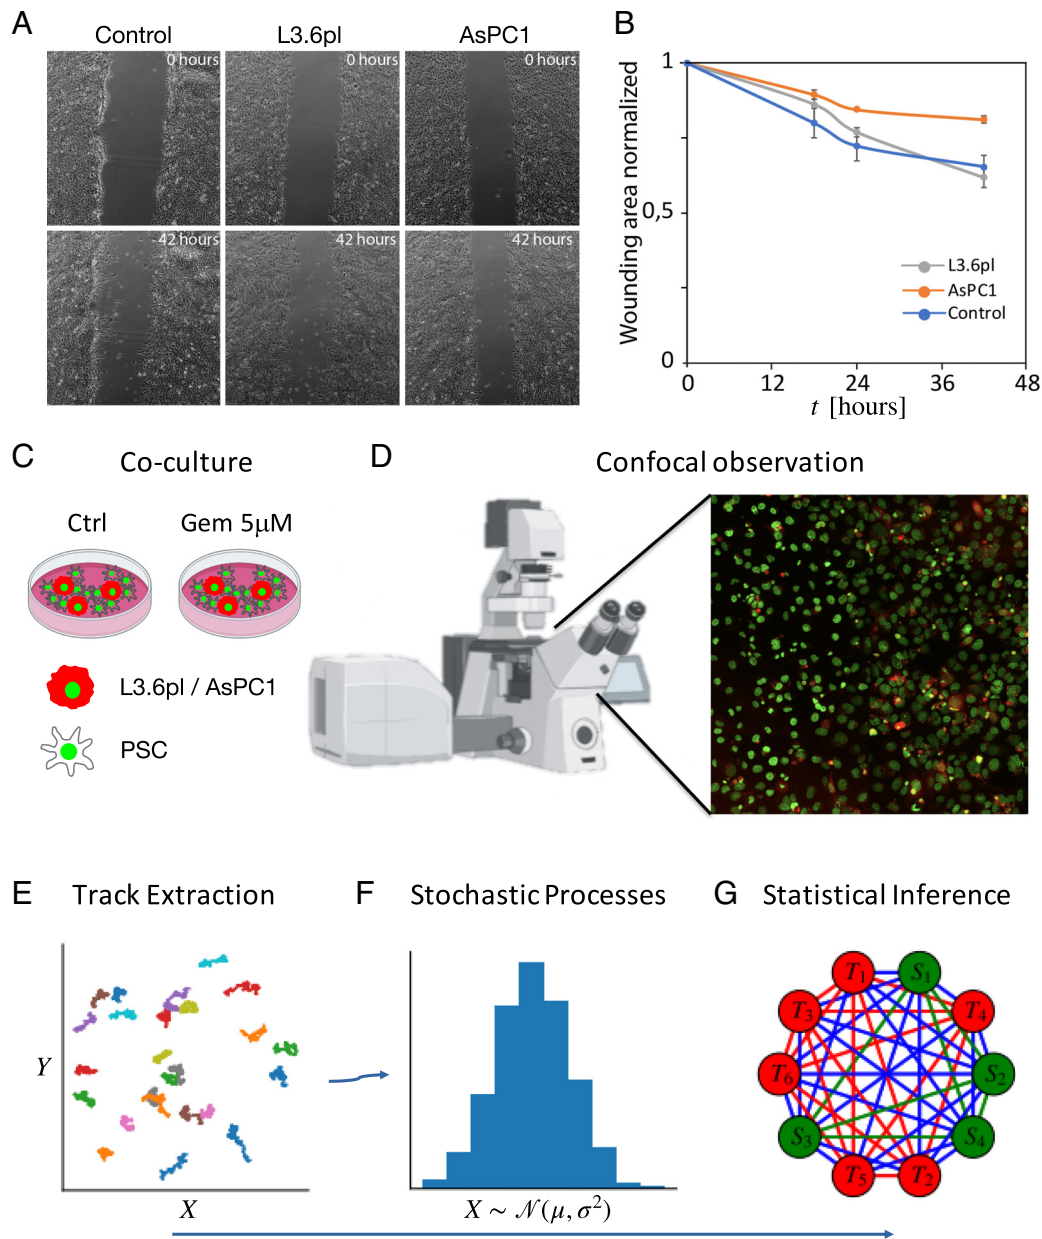 A
Control
L3.6pl
AsPC1
0 hours
0 hours
0 hours
42 hours
42 hours
42 hours
B
Wounding area normalized
1
0,5
0
0
12
24
36
48
t [hours]
L3.6pl
AsPC1
Control
C
Co-culture
Ctrl
Gem 5μM
L3.6pl / AsPC1
PSC
D
Confocal observation
E
Track Extraction
Y
X
F
Stochastic Processes
X ~ 𝒩(μ, σ²)
G
Statistical Inference
T₁
S₁
T₃
T₄
T₆
S₂
S₃
S₄
T₅
T₂